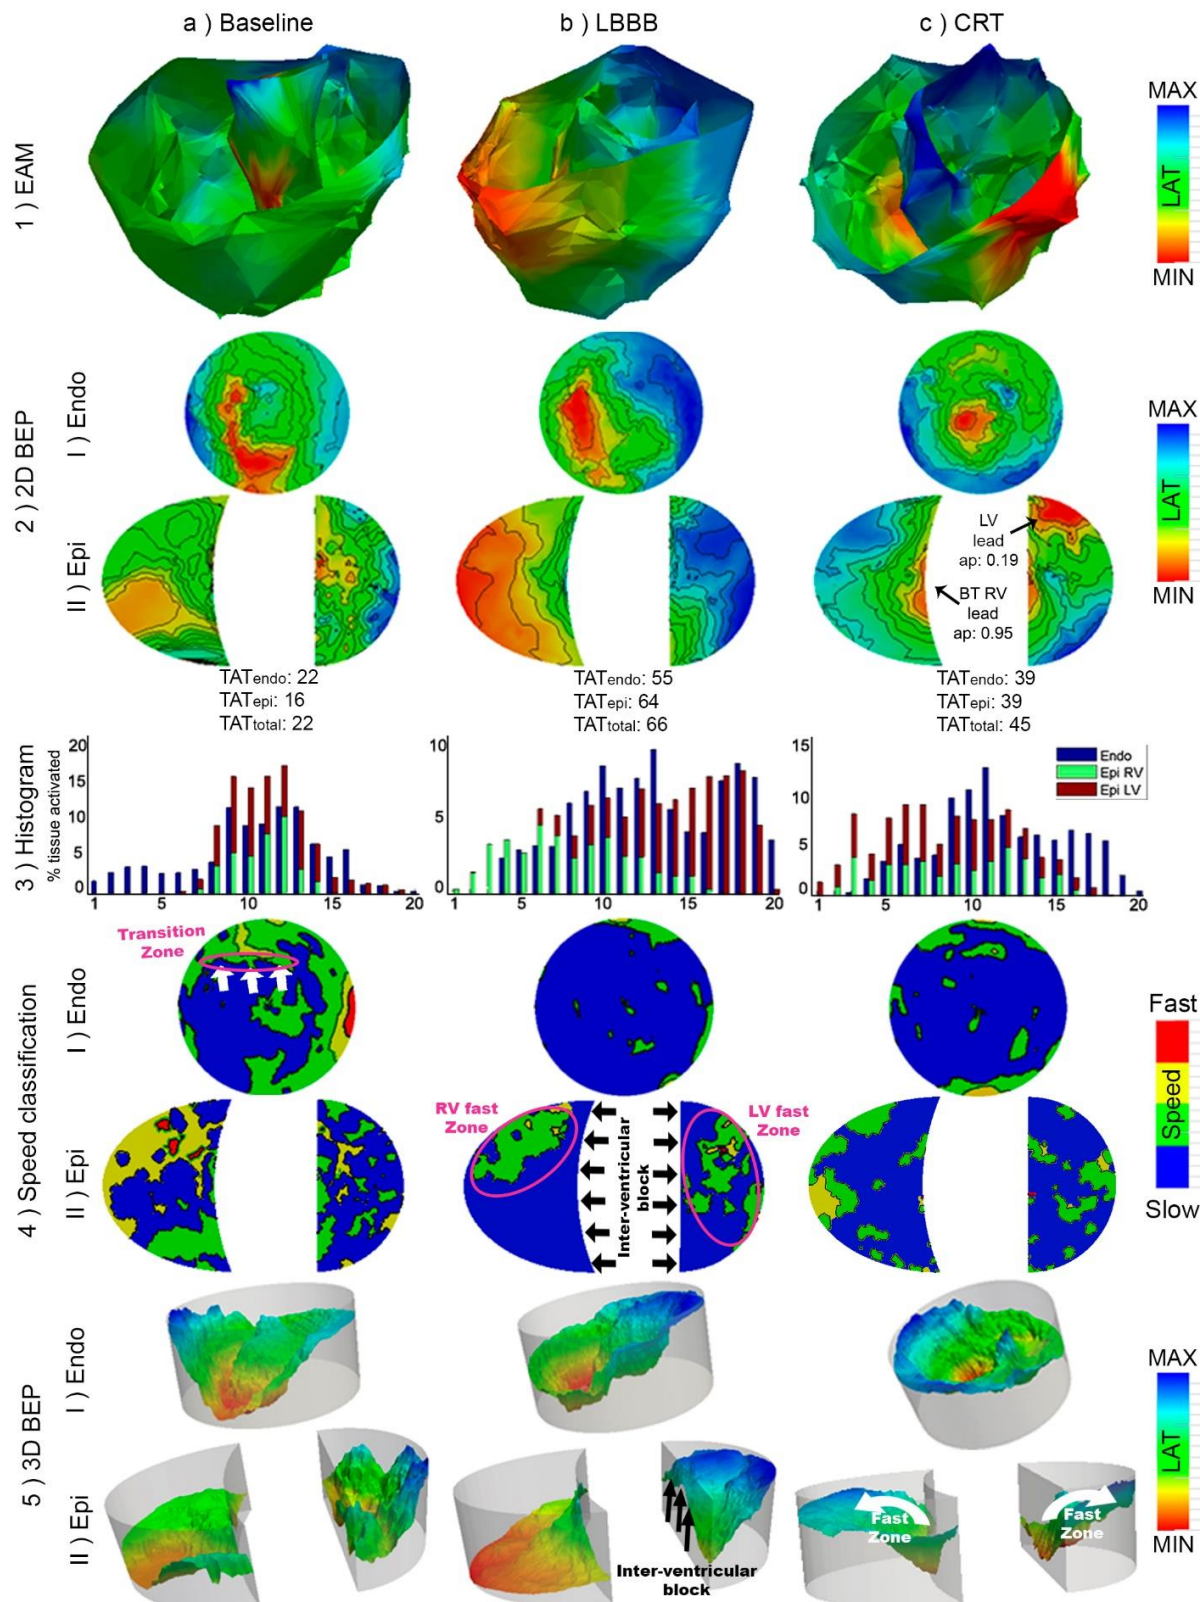 a ) Baseline
b ) LBBB
c ) CRT
1 ) EAM
MAX
LAT
MIN
2 ) 2D BEP
I ) Endo
II ) Epi
LV
lead
ap: 0.19
BT RV
lead
ap: 0.95
MAX
LAT
MIN
TATendo: 22
TATepi: 16
TATtotal: 22
TATendo: 55
TATepi: 64
TATtotal: 66
TATendo: 39
TATepi: 39
TATtotal: 45
3 ) Histogram
% tissue activated
20
15
10
5
0
1 5 10 15 20
10
5
0
1 5 10 15 20
15
10
5
0
1 5 10 15 20
Endo
Epi RV
Epi LV
4 ) Speed classification
I ) Endo
II ) Epi
Transition
Zone
RV fast
Zone
Inter-ventricular
block
LV fast
Zone
Fast
Speed
Slow
5 ) 3D BEP
I ) Endo
II ) Epi
Inter-ventricular
block
Fast
Zone
Fast
Zone
MAX
LAT
MIN